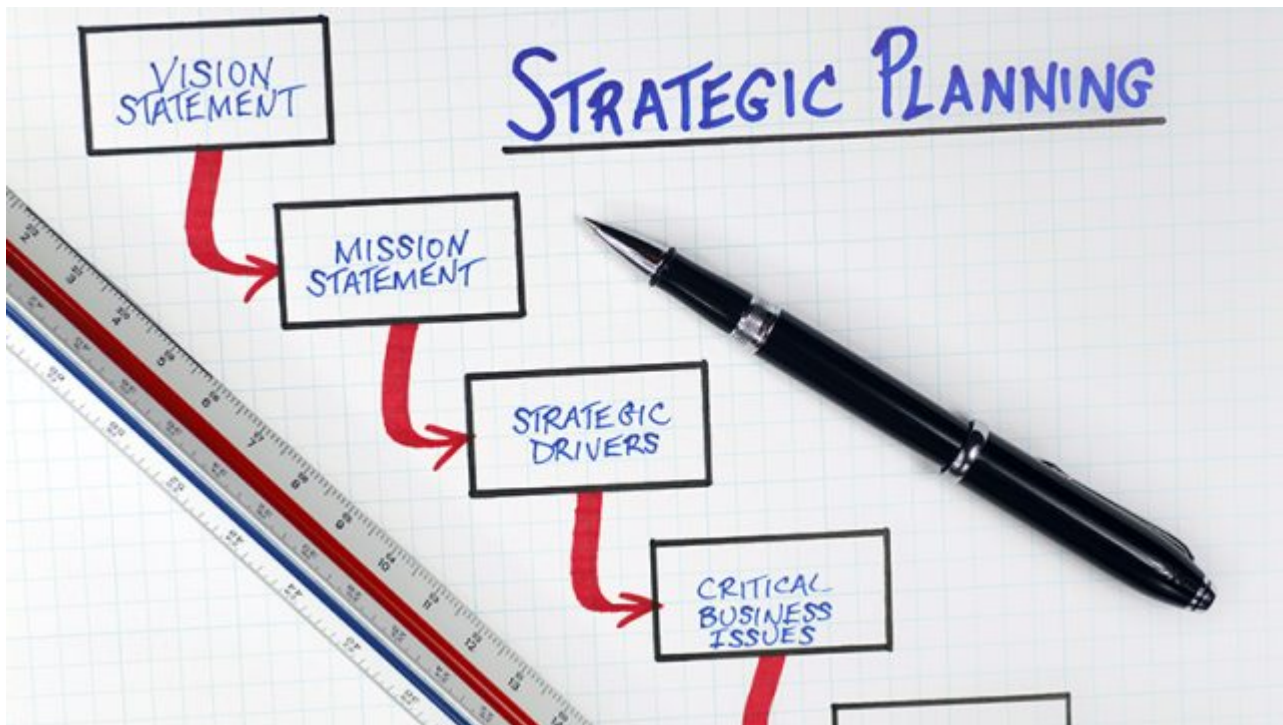 STRATEGIC PLANNING
VISION
STATEMENT
MISSION
STATEMENT
STRATEGIC
DRIVERS
CRITICAL
BUSINESS
ISSUES